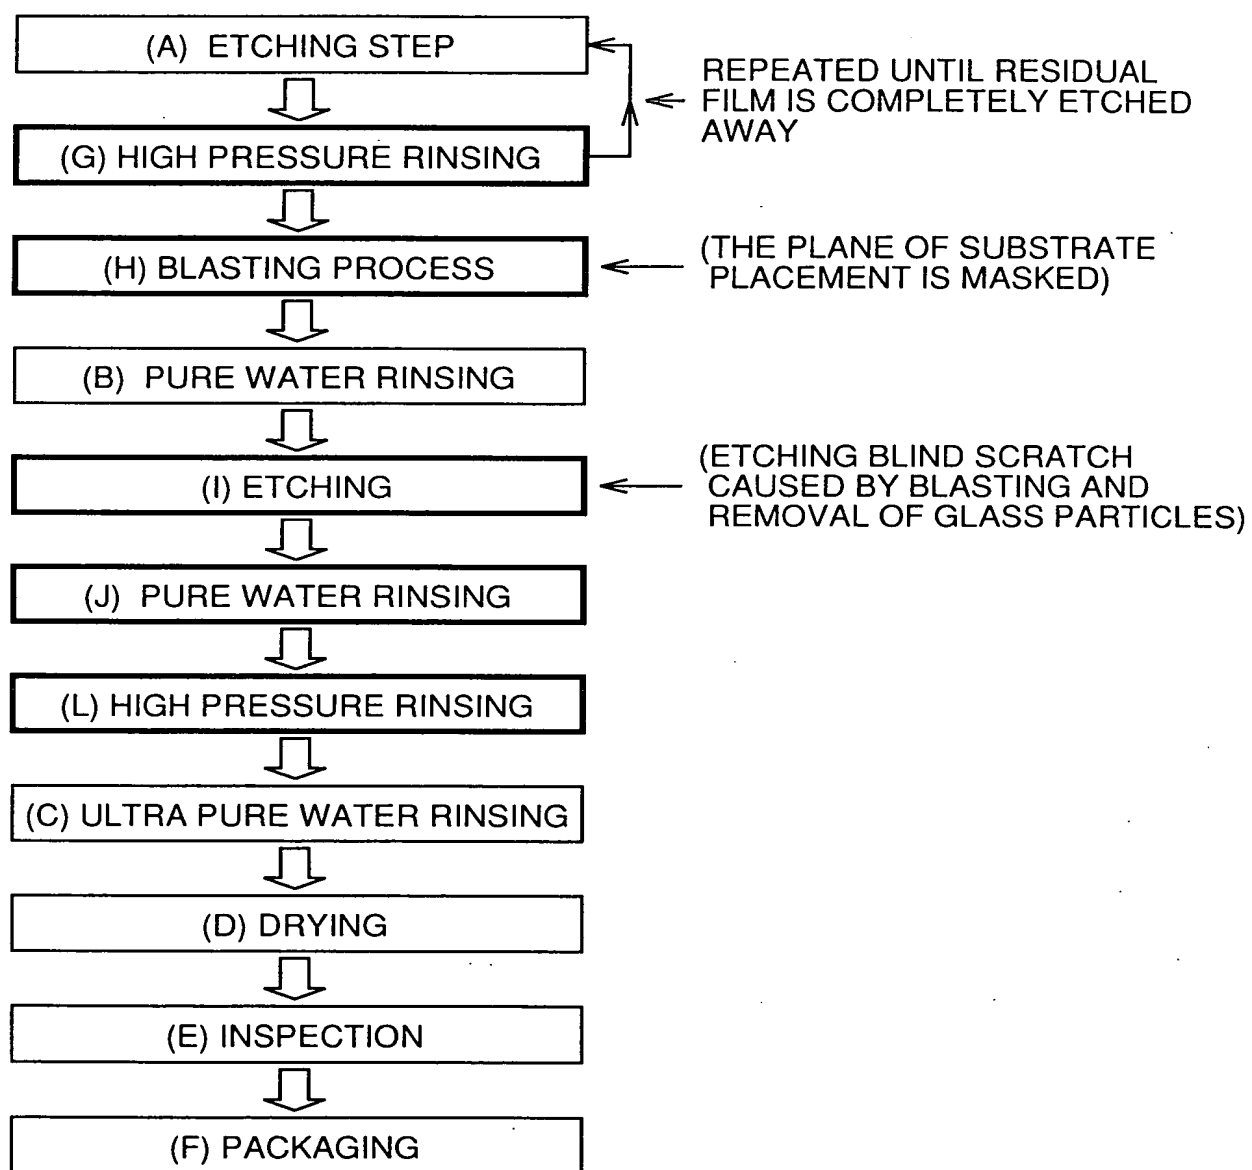 (A) ETCHING STEP
REPEATED UNTIL RESIDUAL
FILM IS COMPLETELY ETCHED
AWAY
(G) HIGH PRESSURE RINSING
(H) BLASTING PROCESS
(THE PLANE OF SUBSTRATE
PLACEMENT IS MASKED)
(B) PURE WATER RINSING
(I) ETCHING
(ETCHING BLIND SCRATCH
CAUSED BY BLASTING AND
REMOVAL OF GLASS PARTICLES)
(J) PURE WATER RINSING
(L) HIGH PRESSURE RINSING
(C) ULTRA PURE WATER RINSING
(D) DRYING
(E) INSPECTION
(F) PACKAGING